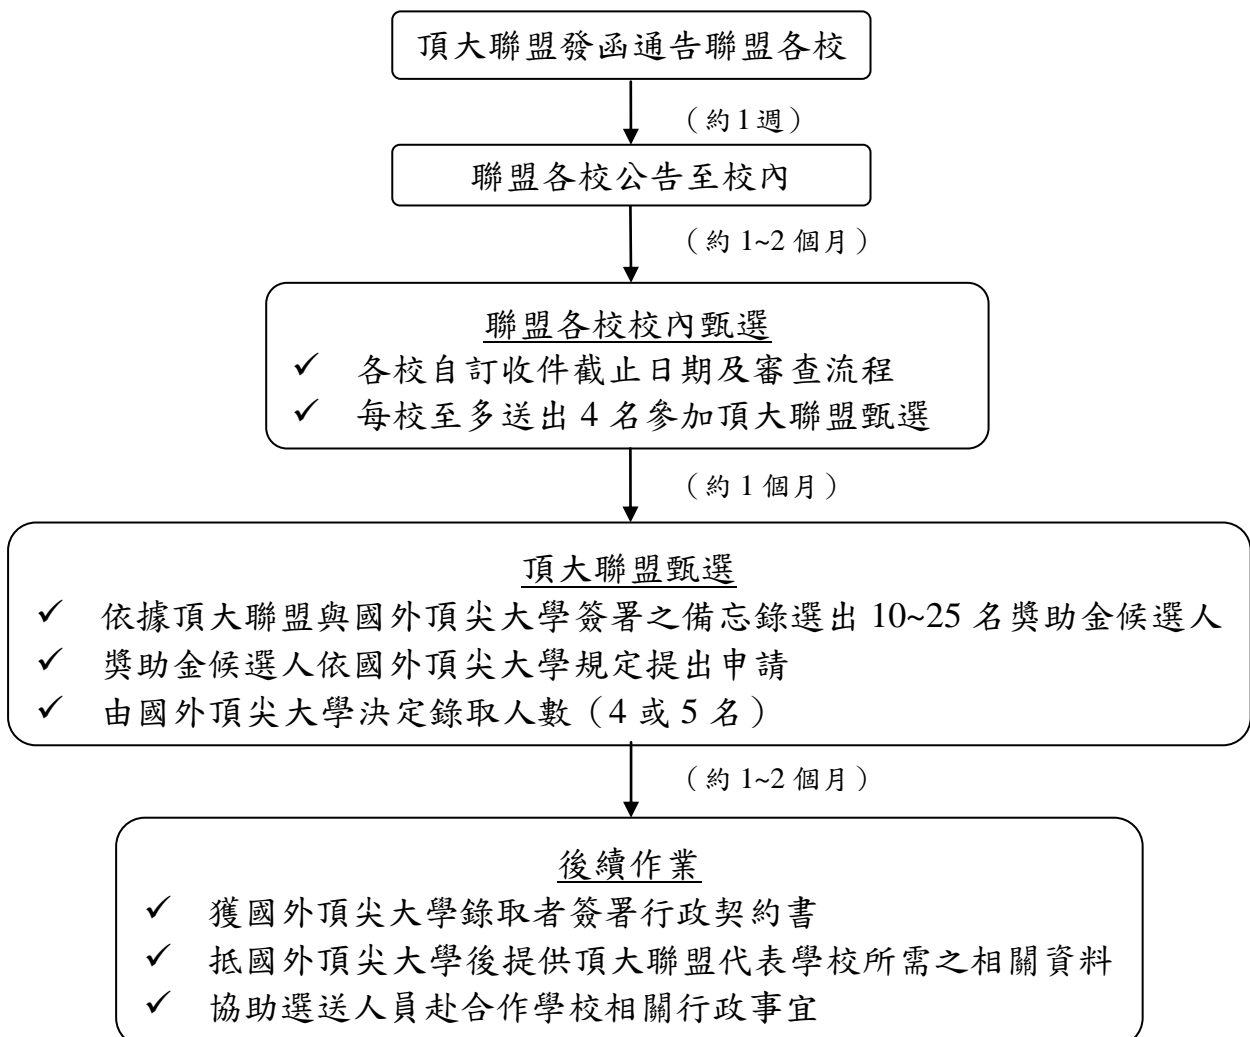 頂大聯盟發函通告聯盟各校
（約1週）
聯盟各校公告至校內
（約 1~2 個月）
聯盟各校校內甄選
✓ 各校自訂收件截止日期及審查流程
✓ 每校至多送出 4 名參加頂大聯盟甄選
（約 1 個月）
頂大聯盟甄選
✓ 依據頂大聯盟與國外頂尖大學簽署之備忘錄選出 10~25 名獎助金候選人
✓ 獎助金候選人依國外頂尖大學規定提出申請
✓ 由國外頂尖大學決定錄取人數（4 或 5 名）
（約 1~2 個月）
後續作業
✓ 獲國外頂尖大學錄取者簽署行政契約書
✓ 抵國外頂尖大學後提供頂大聯盟代表學校所需之相關資料
✓ 協助選送人員赴合作學校相關行政事宜